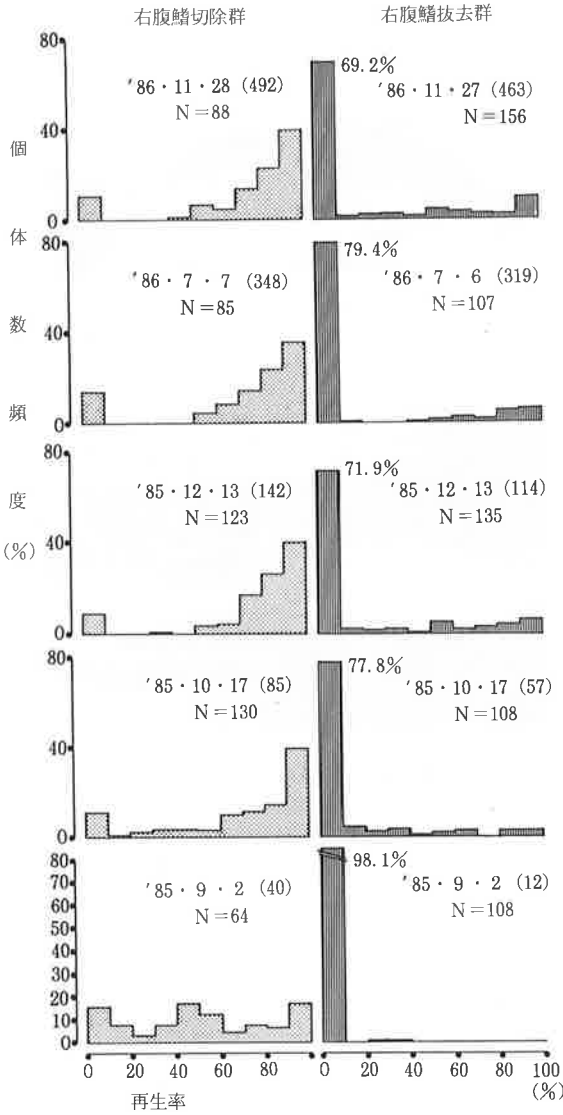 右腹鰭切除群
右腹鰭抜去群
個体数頻度(%)
80
40
0
'86・11・28 (492)
N=88
69.2%
'86・11・27 (463)
N=156
80
40
0
'86・7・7 (348)
N=85
79.4%
'86・7・6 (319)
N=107
80
40
0
'85・12・13 (142)
N=123
71.9%
'85・12・13 (114)
N=135
80
40
0
'85・10・17 (85)
N=130
77.8%
'85・10・17 (57)
N=108
80
70
60
50
40
30
20
10
0
'85・9・2 (40)
N=64
98.1%
'85・9・2 (12)
N=108
0 20 40 60 80
0 20 40 60 80 100
(%)
再生率